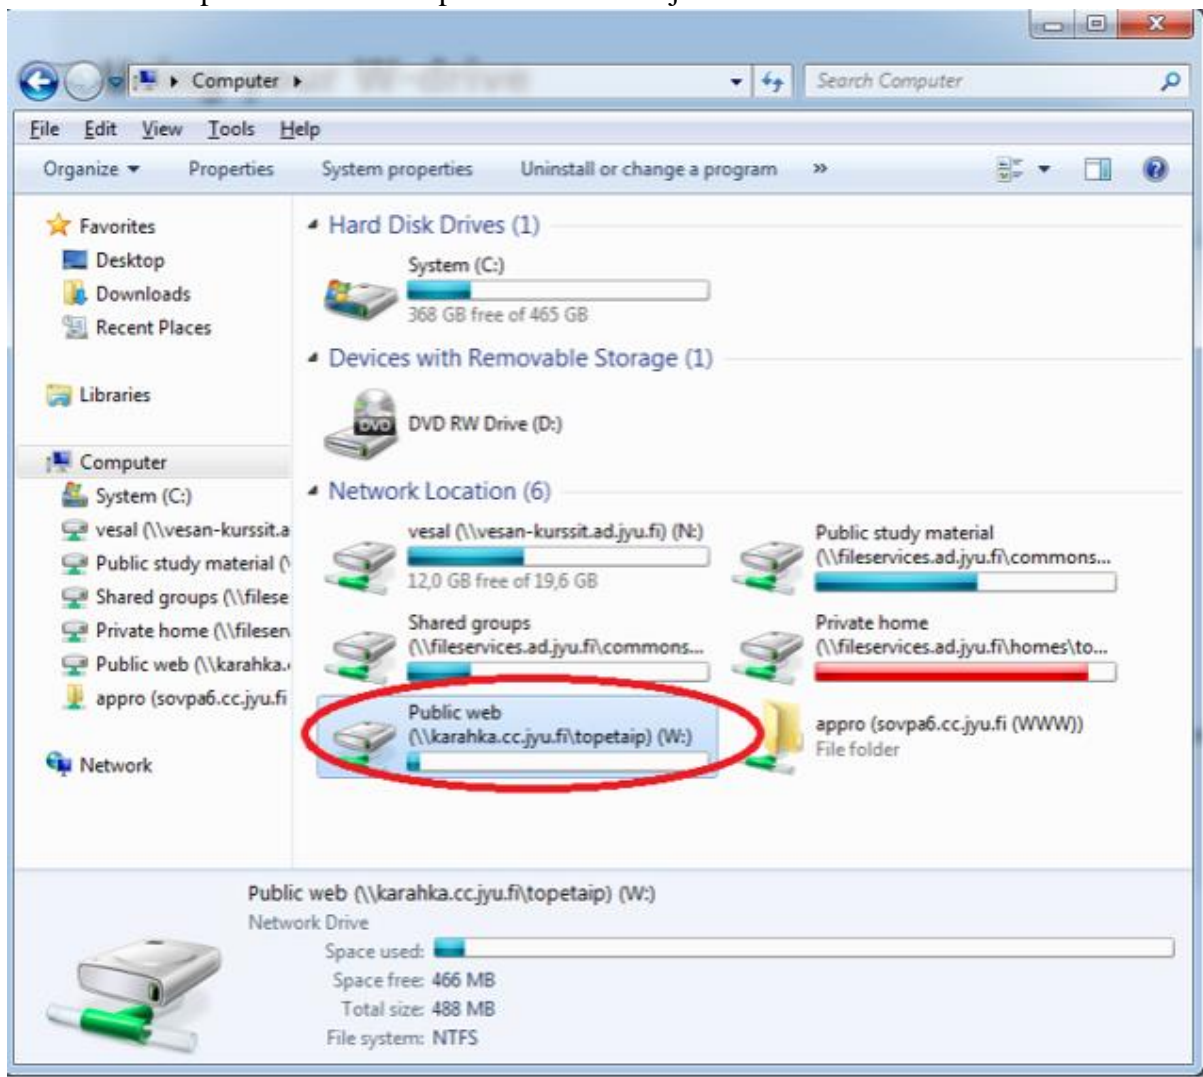 W-drive
Computer
Search Computer
File Edit View Tools Help
Organize Properties System properties Uninstall or change a program »
Favorites
Desktop
Downloads
Recent Places
Libraries
Computer
System (C:)
vesal (\\vesan-kurssit.a
Public study material (\
Shared groups (\\filese
Private home (\\fileser
Public web (\\karahka.
appro (sovpa6.cc.jyu.fi
Network
Hard Disk Drives (1)
System (C:)
368 GB free of 465 GB
Devices with Removable Storage (1)
DVD
DVD RW Drive (D:)
Network Location (6)
vesal (\\vesan-kurssit.ad.jyu.fi) (N:)
12,0 GB free of 19,6 GB
Public study material
(\\fileservices.ad.jyu.fi\commons...
Shared groups
(\\fileservices.ad.jyu.fi\commons...
Private home
(\\fileservices.ad.jyu.fi\homes\to...
Public web
(\\karahka.cc.jyu.fi\topetaip) (W:)
appro (sovpa6.cc.jyu.fi (WWW))
File folder
Public web (\\karahka.cc.jyu.fi\topetaip) (W:)
Network Drive
Space used:
Space free: 466 MB
Total size: 488 MB
File system: NTFS